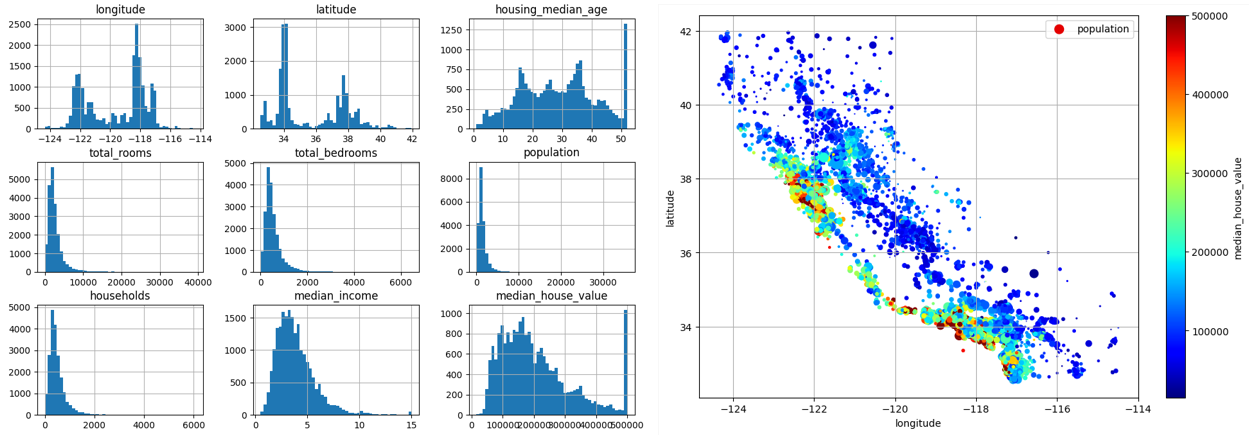 longitude
2500
2000
1500
1000
500
0
−124 −122 −120 −118 −116 −114
latitude
3000
2000
1000
0
34 36 38 40 42
housing_median_age
1250
1000
750
500
250
0
0 10 20 30 40 50
total_rooms
5000
4000
3000
2000
1000
0
0 10000 20000 30000 40000
total_bedrooms
5000
4000
3000
2000
1000
0
0 2000 4000 6000
population
8000
6000
4000
2000
0
0 10000 20000 30000
households
5000
4000
3000
2000
1000
0
0 2000 4000 6000
median_income
1500
1000
500
0
0 5 10 15
median_house_value
1000
800
600
400
200
0
0 100000 200000 300000 400000 500000
42
40
38
36
34
latitude
−124 −122 −120 −118 −116 −114
longitude
population
500000
400000
300000
200000
100000
median_house_value